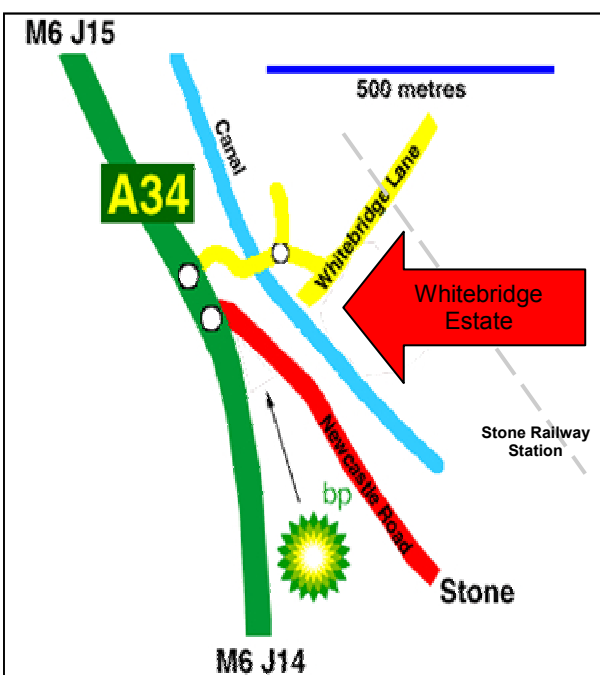 M6 J15
500 metres
Canal
A34
Whitebridge Lane
Whitebridge
Estate
Newcastle Road
Stone Railway
Station
bp
Stone
M6 J14